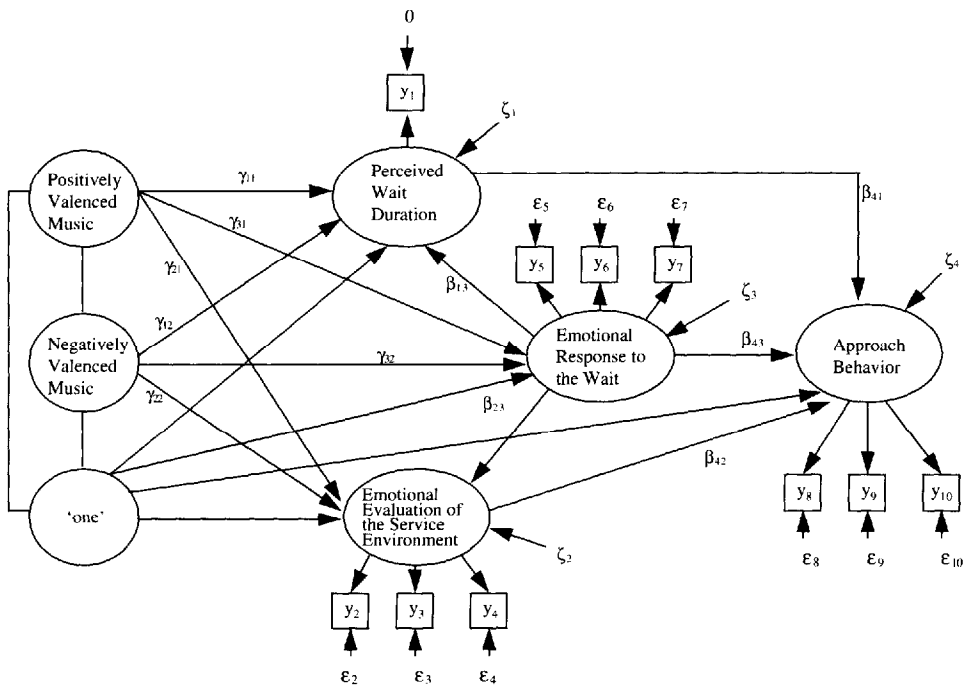 0
y₁
ζ₁
Positively
Valenced
Music
γ₁₁
Perceived
Wait
Duration
β₄₁
γ₃₁
γ₂₁
ε₅
ε₆
ε₇
y₅
y₆
y₇
β₁₃
ζ₃
ζ₄
γ₁₂
Negatively
Valenced
Music
γ₃₂
Emotional
Response to
the Wait
β₄₃
Approach
Behavior
γ₂₂
β₂₃
β₄₂
'one'
Emotional
Evaluation of
the Service
Environment
ζ₂
y₈
y₉
y₁₀
ε₈
ε₉
ε₁₀
y₂
y₃
y₄
ε₂
ε₃
ε₄